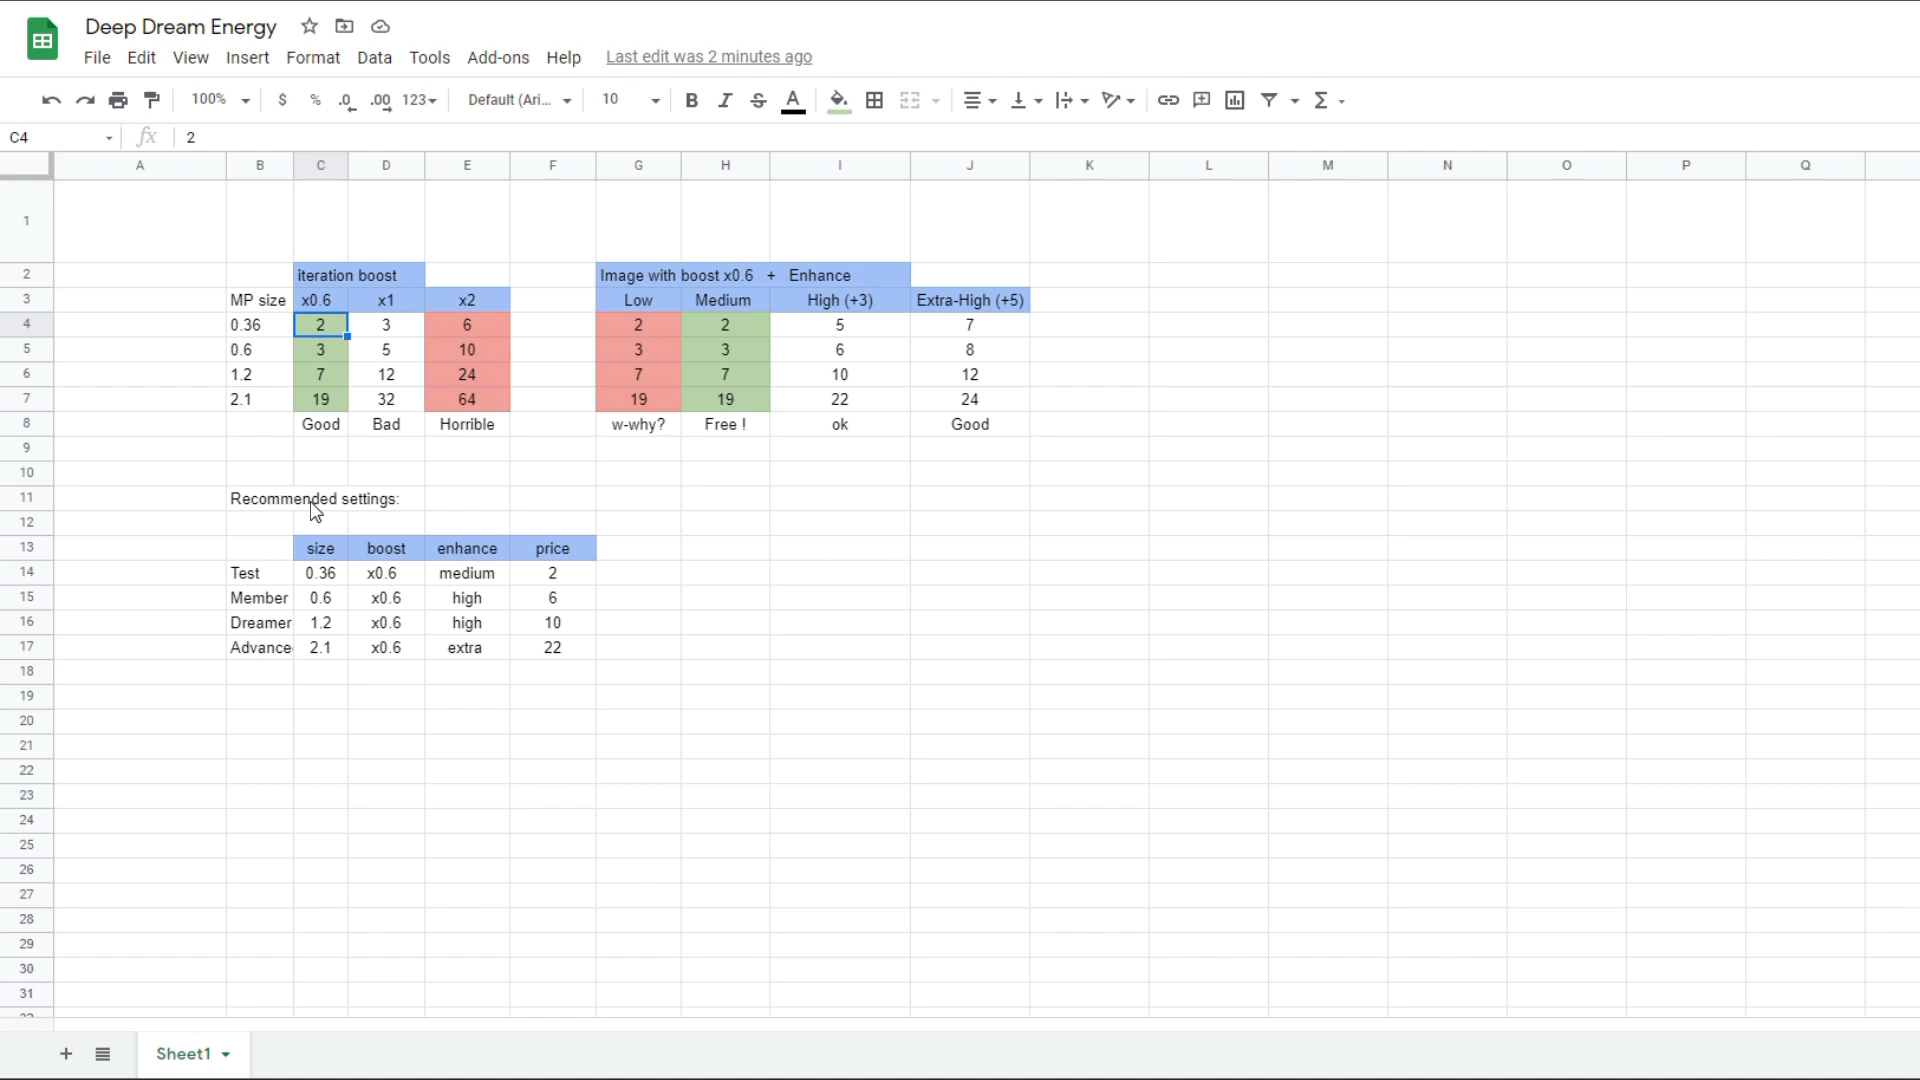 Deep Dream Energy
File Edit View Insert Format Data Tools Add-ons Help Last edit was 2 minutes ago
100% $ % .0 .00 123 Default (Ari... 10 B I S A Σ
C4 fx 2
A B C D E F G H I J K L M N O P Q
1
2 iteration boost Image with boost x0.6 + Enhance
3 MP size x0.6 x1 x2 Low Medium High (+3) Extra-High (+5)
4 0.36 2 3 6 2 2 5 7
5 0.6 3 5 10 3 3 6 8
6 1.2 7 12 24 7 7 10 12
7 2.1 19 32 64 19 19 22 24
8 Good Bad Horrible w-why? Free ! ok Good
9
10
11 Recommended settings:
12
13 size boost enhance price
14 Test 0.36 x0.6 medium 2
15 Member 0.6 x0.6 high 6
16 Dreamer 1.2 x0.6 high 10
17 Advance 2.1 x0.6 extra 22
18
19
20
21
22
23
24
25
26
27
28
29
30
31
Sheet1